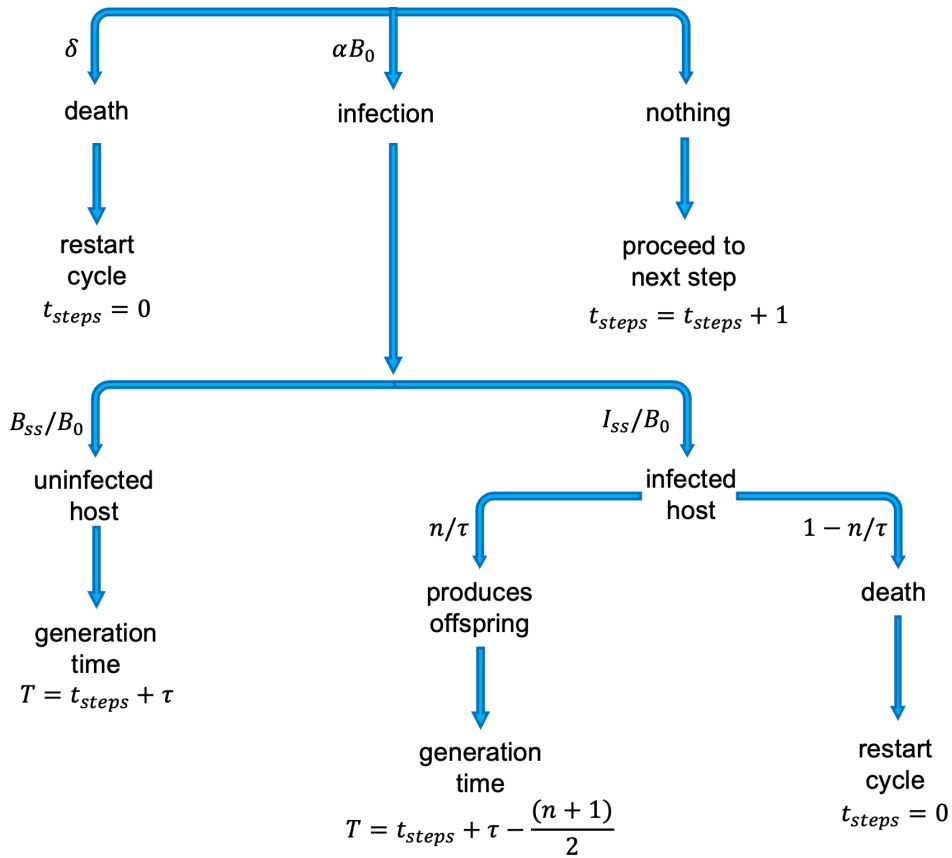 δ
αB₀
death
infection
nothing
restart
cycle
t_steps = 0
proceed to
next step
t_steps = t_steps + 1
B_ss/B₀
I_ss/B₀
uninfected
host
infected
host
n/τ
1 − n/τ
produces
offspring
death
generation
time
T = t_steps + τ
generation
time
T = t_steps + τ − (n + 1)/2
restart
cycle
t_steps = 0